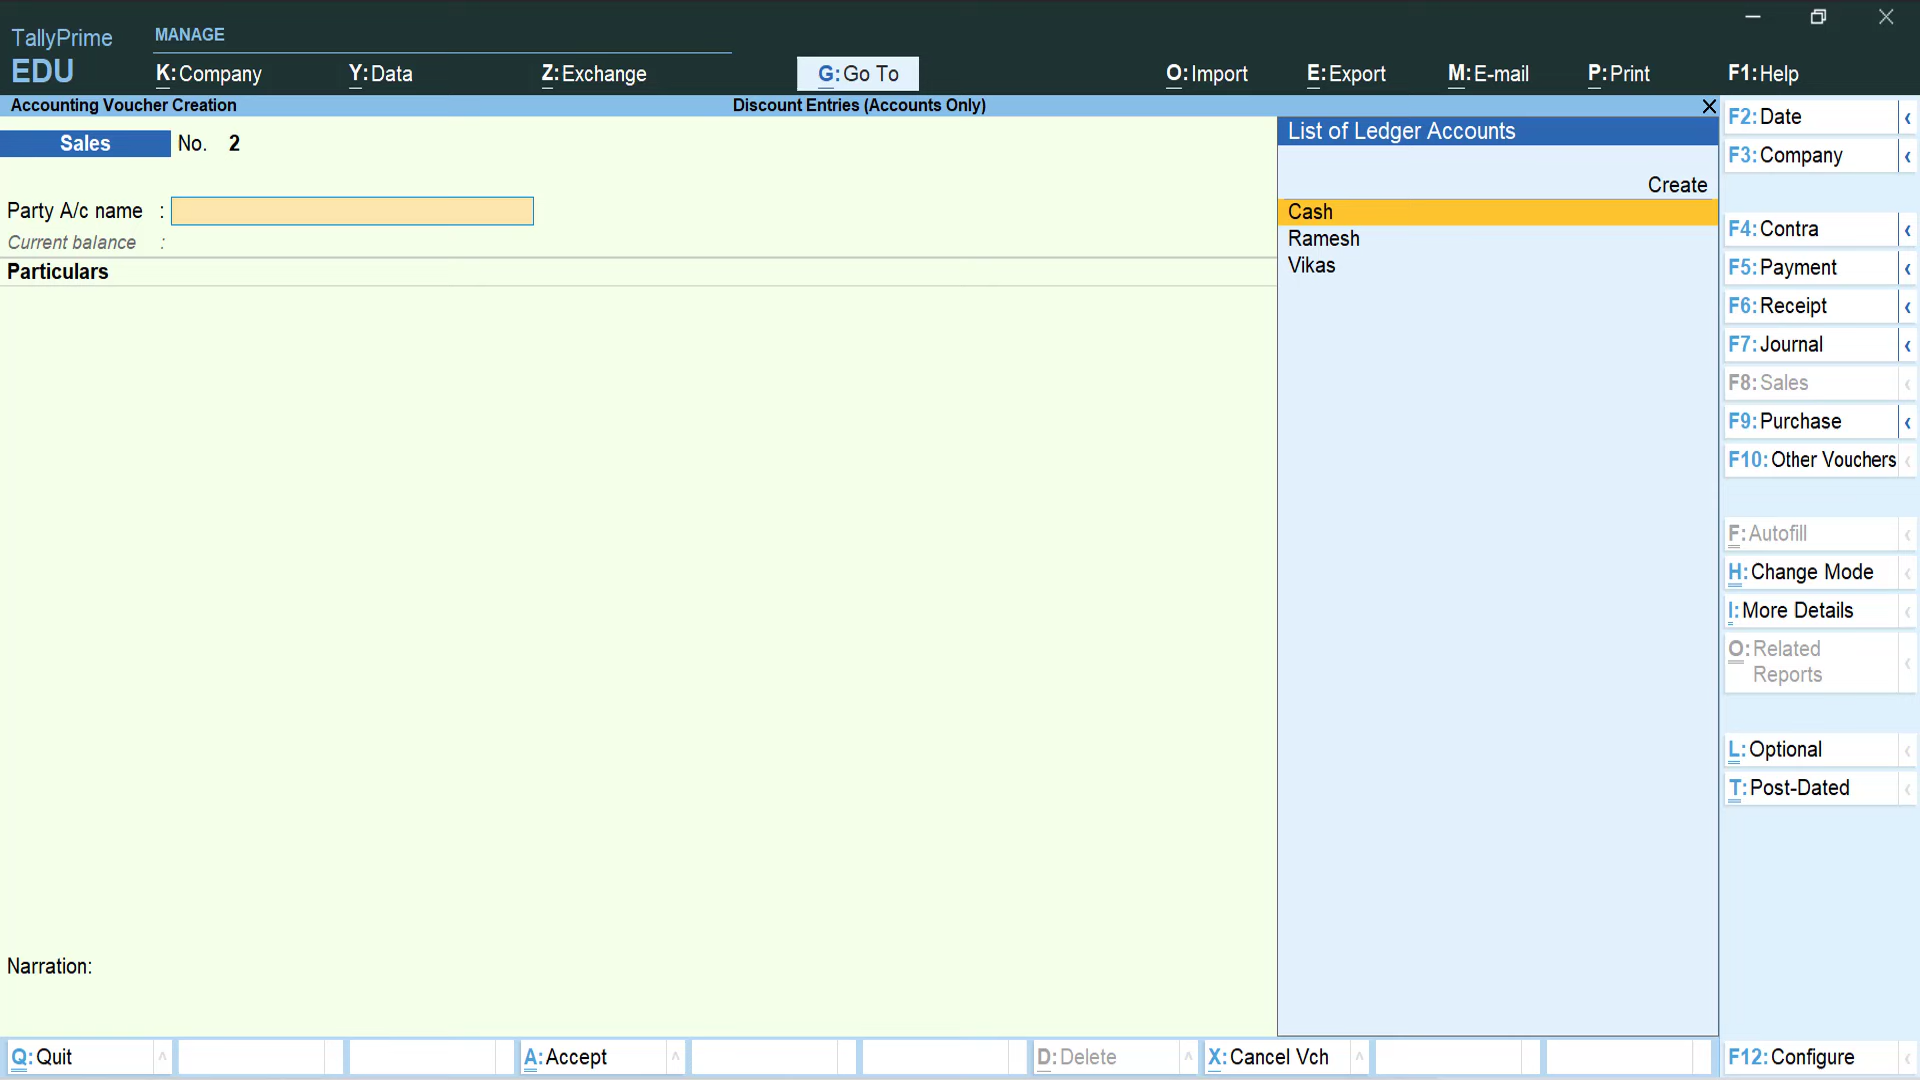 TallyPrime
EDU
MANAGE
K:Company Y:Data Z:Exchange G:Go To O:Import E:Export M:E-mail P:Print F1:Help
Accounting Voucher Creation Discount Entries (Accounts Only)
Sales No. 2
Party A/c name :
Current balance :
Particulars
Narration:
List of Ledger Accounts
Create
Cash
Ramesh
Vikas
F2:Date
F3:Company
F4:Contra
F5:Payment
F6:Receipt
F7:Journal
F8:Sales
F9:Purchase
F10:Other Vouchers
F:Autofill
H:Change Mode
I:More Details
O:Related
Reports
L:Optional
T:Post-Dated
Q:Quit A:Accept D:Delete X:Cancel Vch F12:Configure